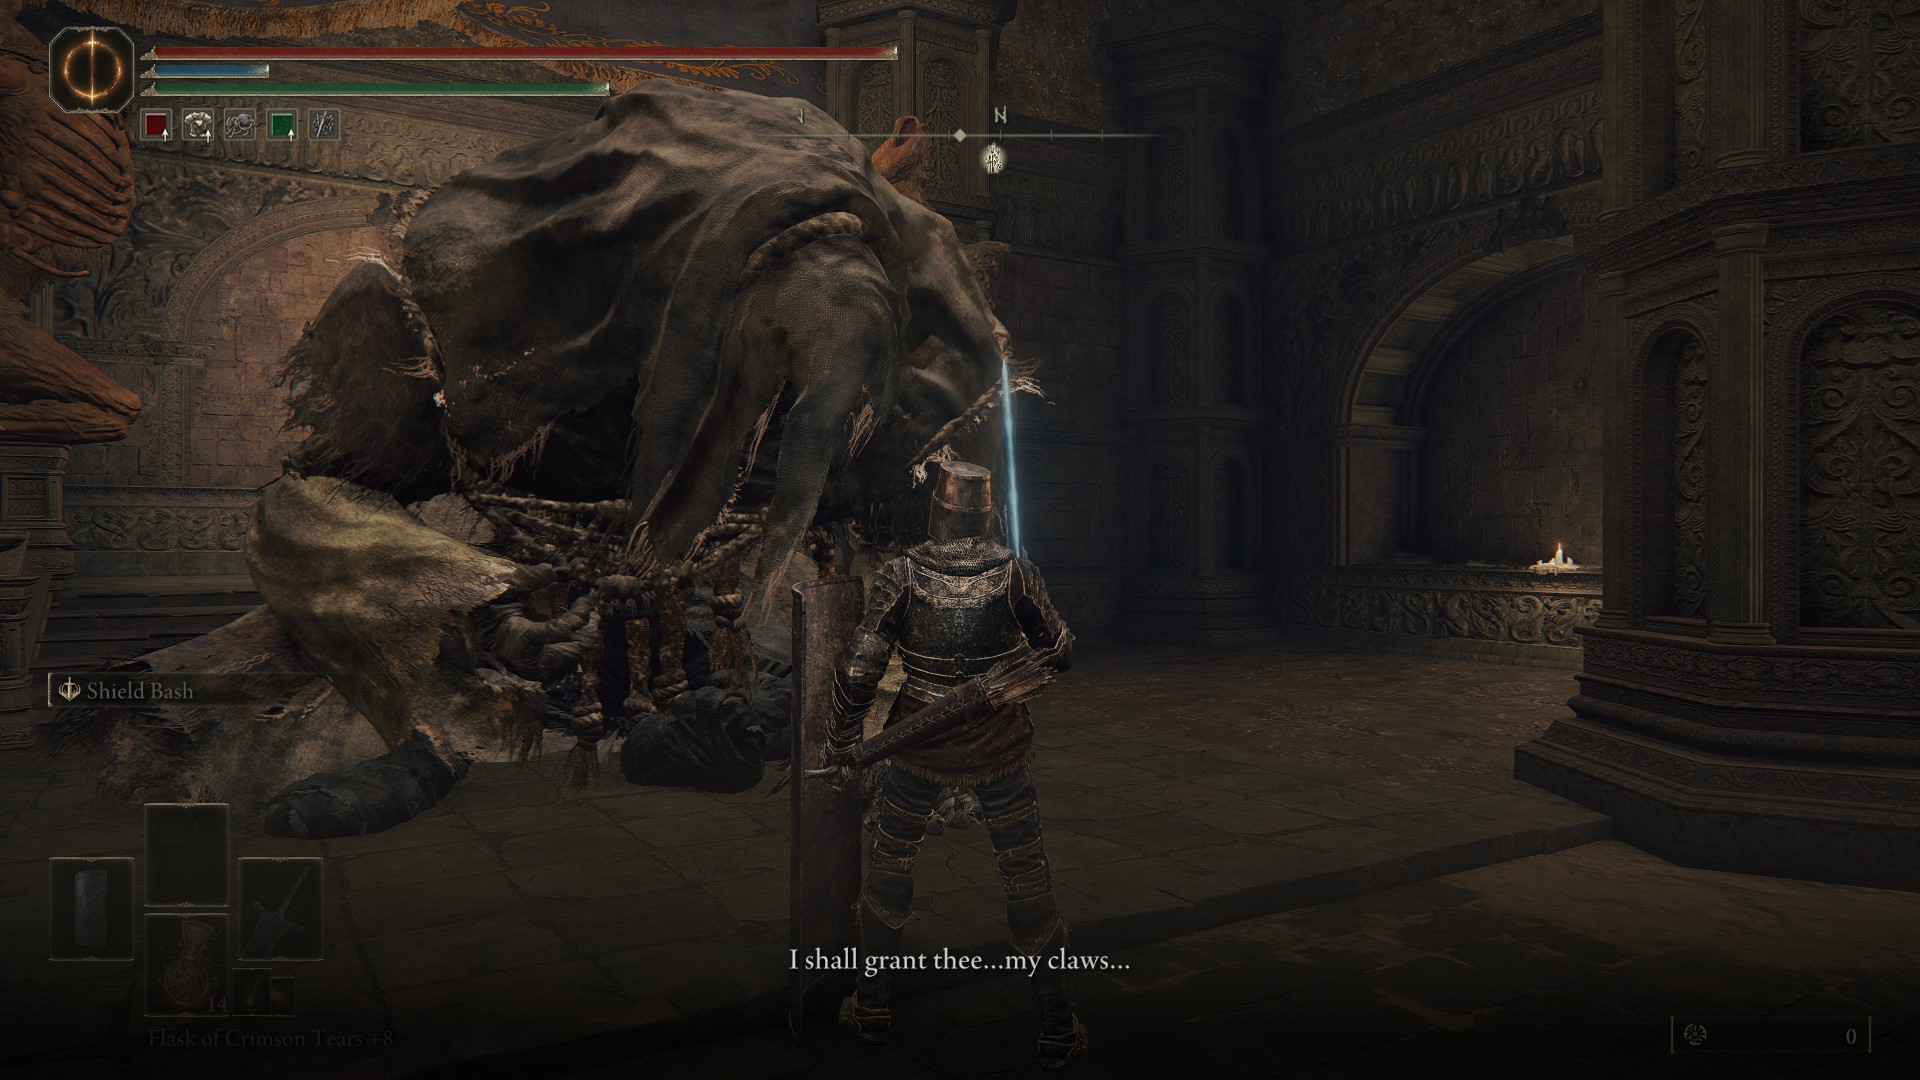 N
Shield Bash
I shall grant thee...my claws...
14
Flask of Crimson Tears +8
0